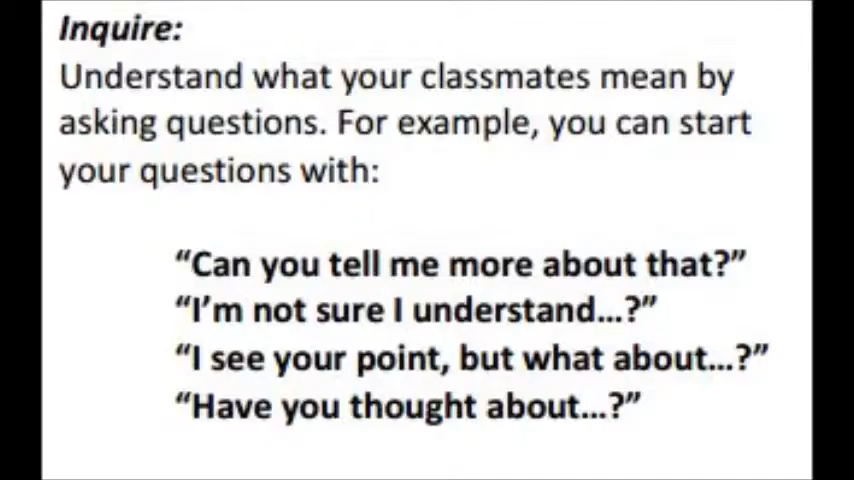 Inquire:
Understand what your classmates mean by
asking questions. For example, you can start
your questions with:
“Can you tell me more about that?”
“I’m not sure I understand...?”
“I see your point, but what about...?”
“Have you thought about...?”